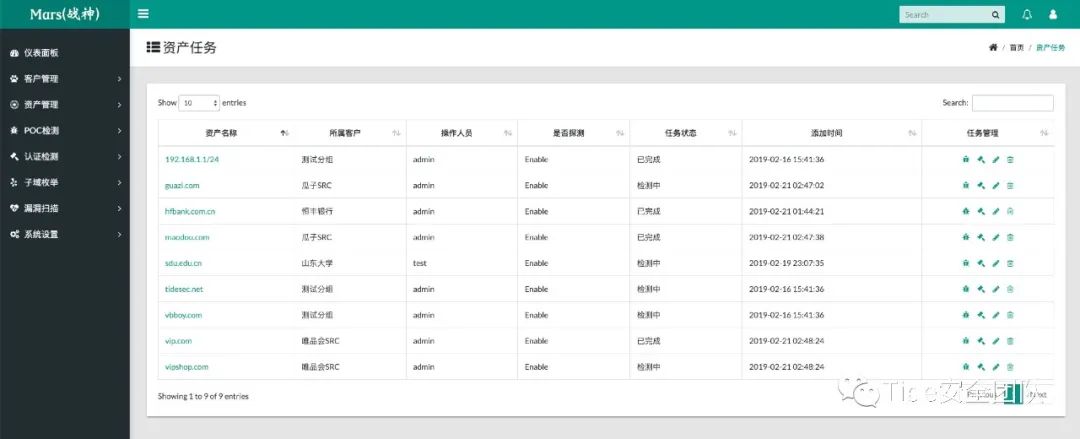 Mars(战神)
Search
仪表面板
客户管理
资产管理
POC检测
认证检测
子域枚举
漏洞扫描
系统设置
资产任务
首页 / 资产任务
Show 10 entries
Search:
资产名称 所属客户 操作人员 是否探测 任务状态 添加时间 任务管理
192.168.1.1/24 测试分组 admin Enable 已完成 2019-02-16 15:41:36
guazi.com 瓜子SRC admin Enable 检测中 2019-02-21 02:47:02
hfbank.com.cn 恒丰银行 admin Enable 已完成 2019-02-21 01:44:21
maodou.com 瓜子SRC admin Enable 已完成 2019-02-21 02:47:38
sdu.edu.cn 山东大学 test Enable 检测中 2019-02-19 23:07:35
tidesec.net 测试分组 admin Enable 检测中 2019-02-16 15:41:36
vbboy.com 测试分组 admin Enable 检测中 2019-02-16 15:41:36
vip.com 唯品会SRC admin Enable 已完成 2019-02-21 02:48:24
vipshop.com 唯品会SRC admin Enable 检测中 2019-02-21 02:48:24
Showing 1 to 9 of 9 entries
Previous 1 Next
Tide安全团队